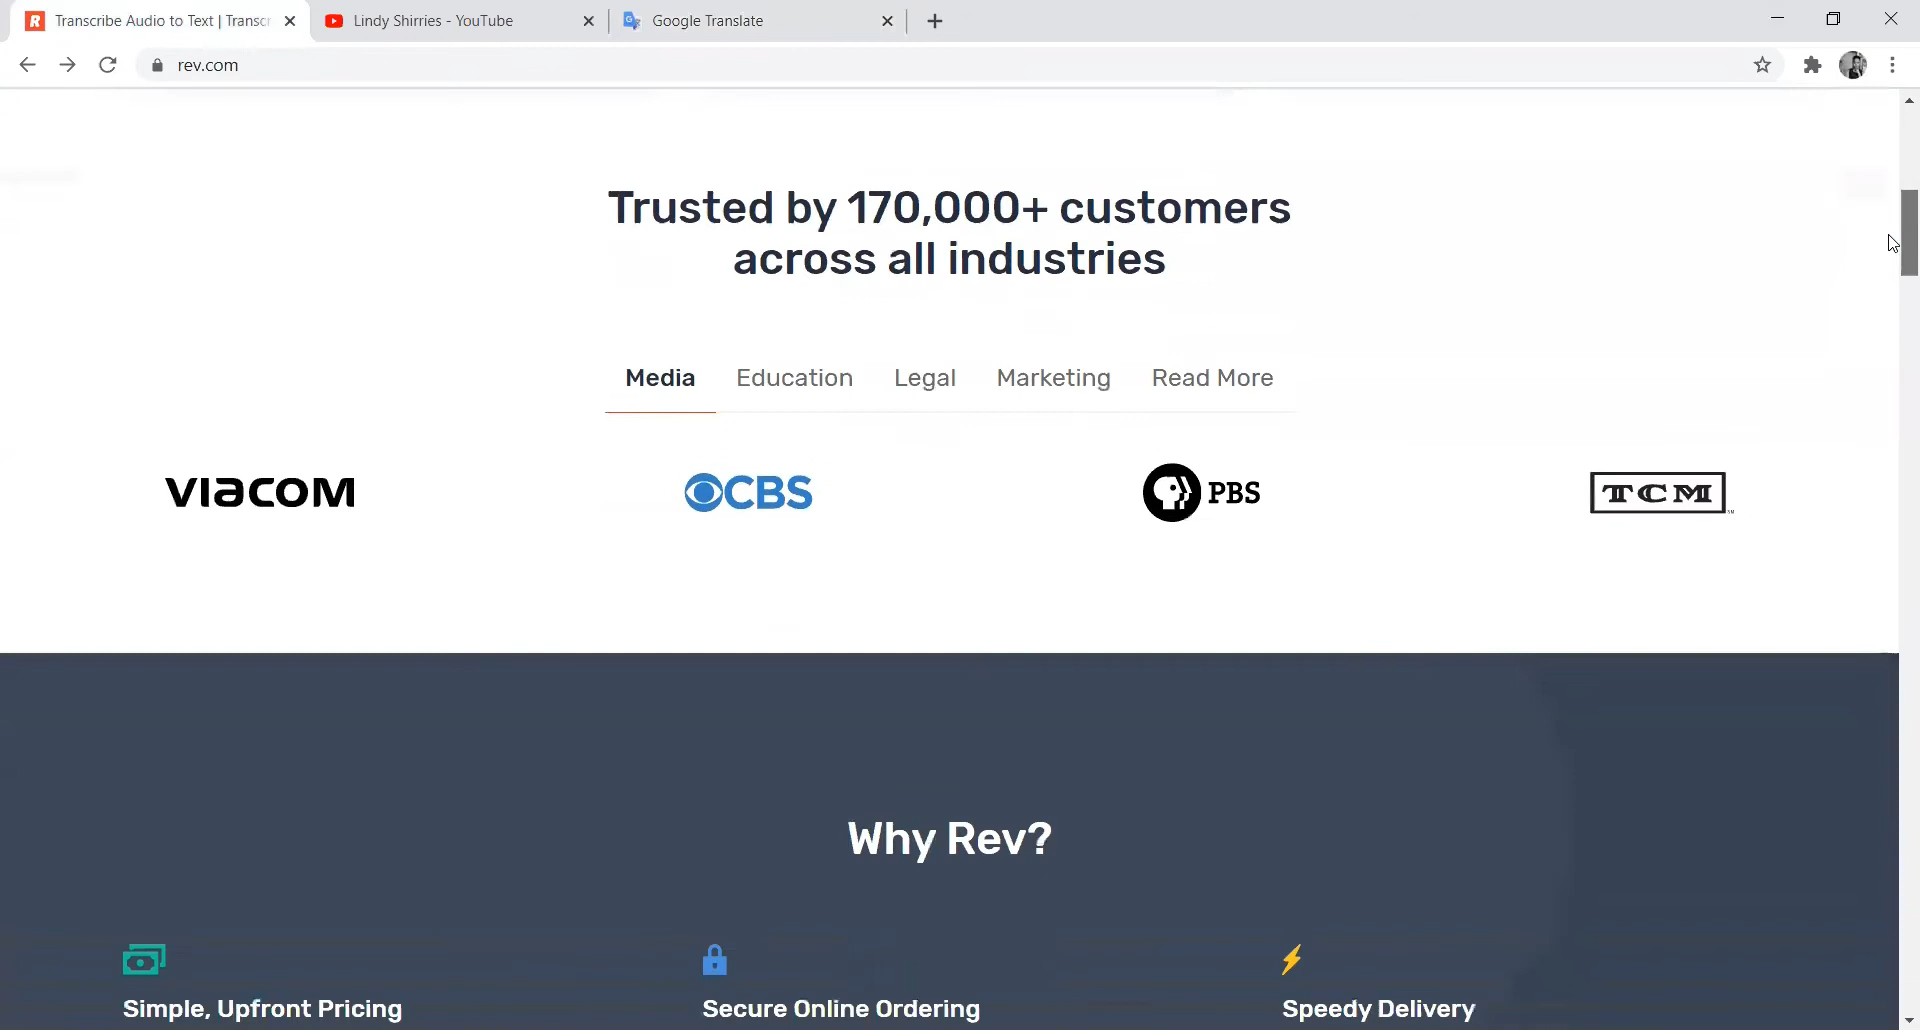 Transcribe Audio to Text | Transc
Lindy Shirries - YouTube
Google Translate
rev.com
Trusted by 170,000+ customers
across all industries
Media
Education
Legal
Marketing
Read More
VIACOM
CBS
PBS
TCM
Why Rev?
Simple, Upfront Pricing
Secure Online Ordering
Speedy Delivery